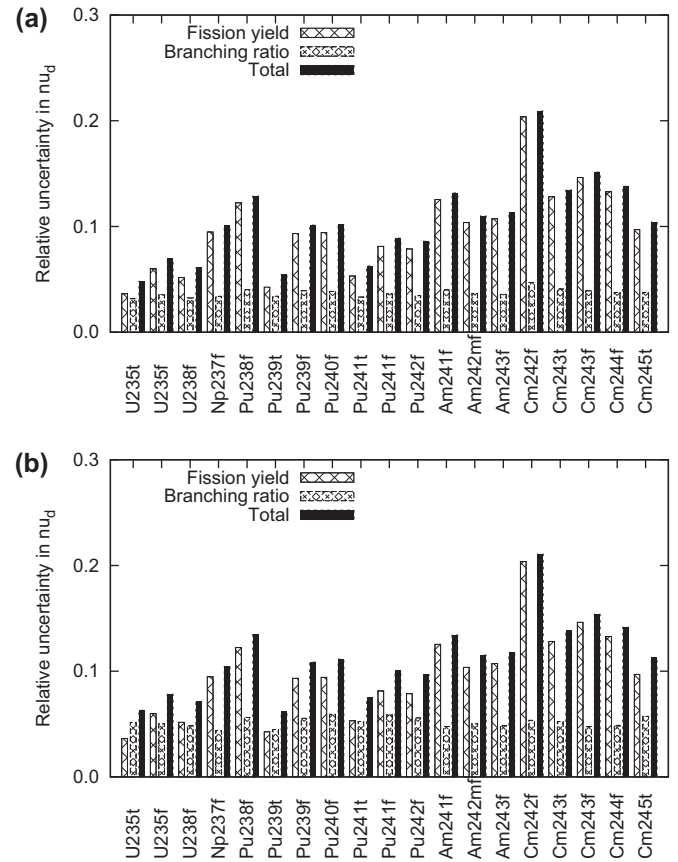 (a)
Relative uncertainty in nu_d
0.3
0.2
0.1
0.0
Fission yield
Branching ratio
Total
U235t
U235f
U238f
Np237f
Pu238f
Pu239t
Pu239f
Pu240f
Pu241t
Pu241f
Pu242f
Am241f
Am242mf
Am243f
Cm242f
Cm243t
Cm243f
Cm244f
Cm245t
(b)
Relative uncertainty in nu_d
0.3
0.2
0.1
0.0
Fission yield
Branching ratio
Total
U235t
U235f
U238f
Np237f
Pu238f
Pu239t
Pu239f
Pu240f
Pu241t
Pu241f
Pu242f
Am241f
Am242mf
Am243f
Cm242f
Cm243t
Cm243f
Cm244f
Cm245t